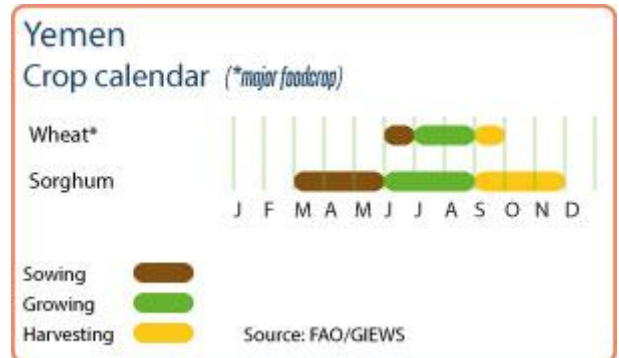 Yemen
Crop calendar (*major foodcrop)
Wheat*
Sorghum
J F M A M J J A S O N D
Sowing
Growing
Harvesting
Source: FAO/GIEWS